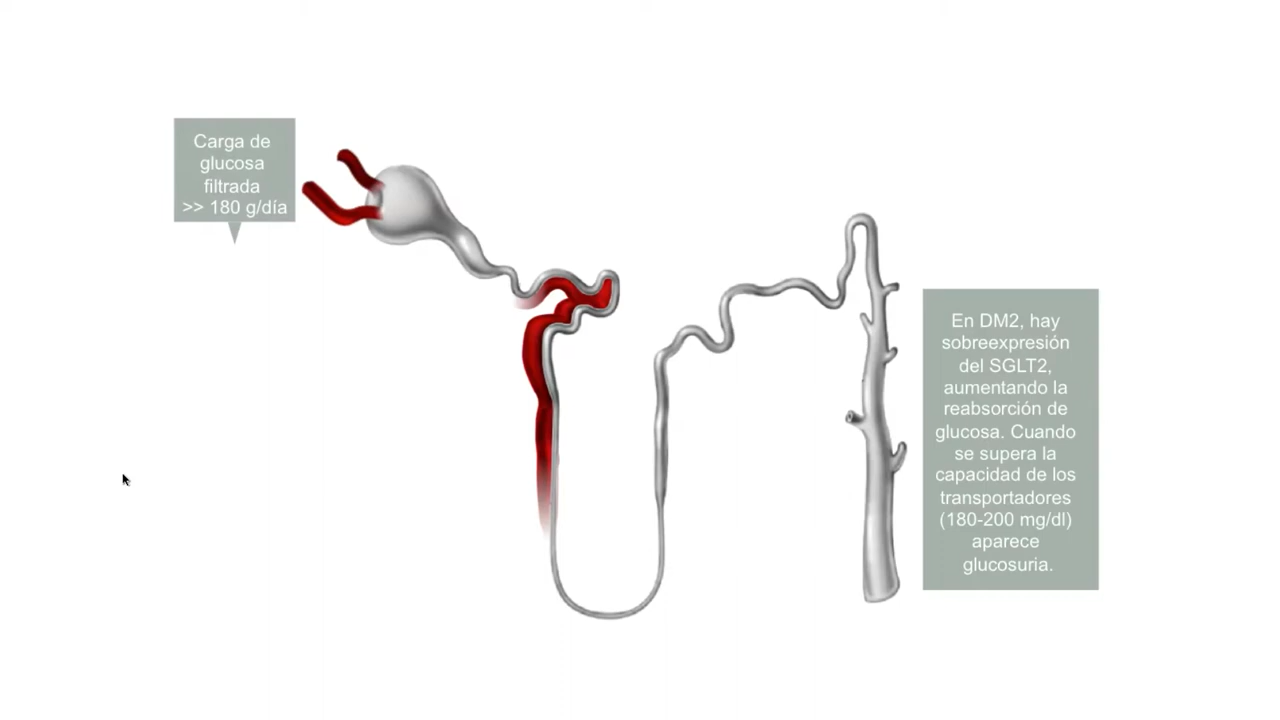 Carga de
glucosa
filtrada
>> 180 g/día
En DM2, hay
sobreexpresión
del SGLT2,
aumentando la
reabsorción de
glucosa. Cuando
se supera la
capacidad de los
transportadores
(180-200 mg/dl)
aparece
glucosuria.